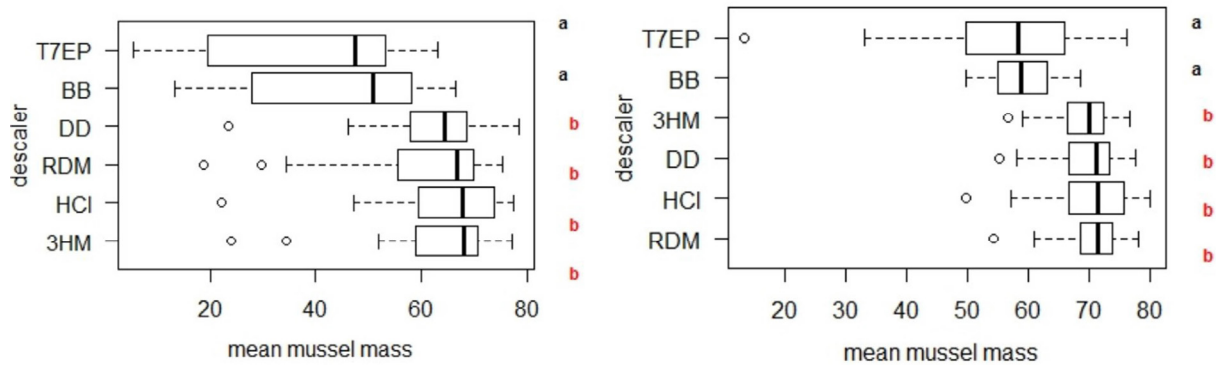 T7EP a
BB a
DD b
RDM b
HCl b
3HM b
descaler
20 40 60 80
mean mussel mass
T7EP a
BB a
3HM b
DD b
HCl b
RDM b
descaler
20 30 40 50 60 70 80
mean mussel mass